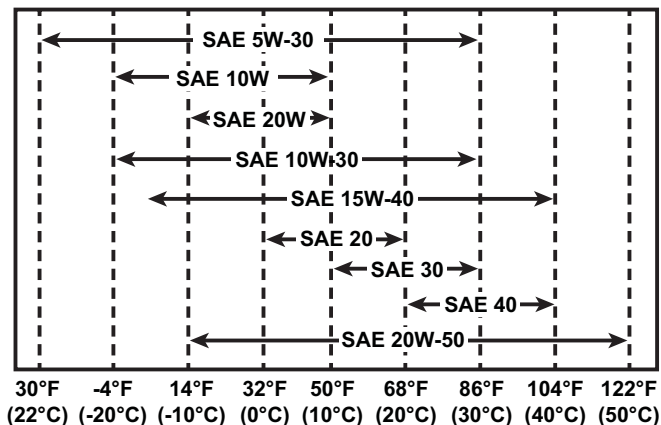 SAE 5W-30
SAE 10W
SAE 20W
SAE 10W-30
SAE 15W-40
SAE 20
SAE 30
SAE 40
SAE 20W-50
30°F -4°F 14°F 32°F 50°F 68°F 86°F 104°F 122°F
(22°C) (-20°C) (-10°C) (0°C) (10°C) (20°C) (30°C) (40°C) (50°C)